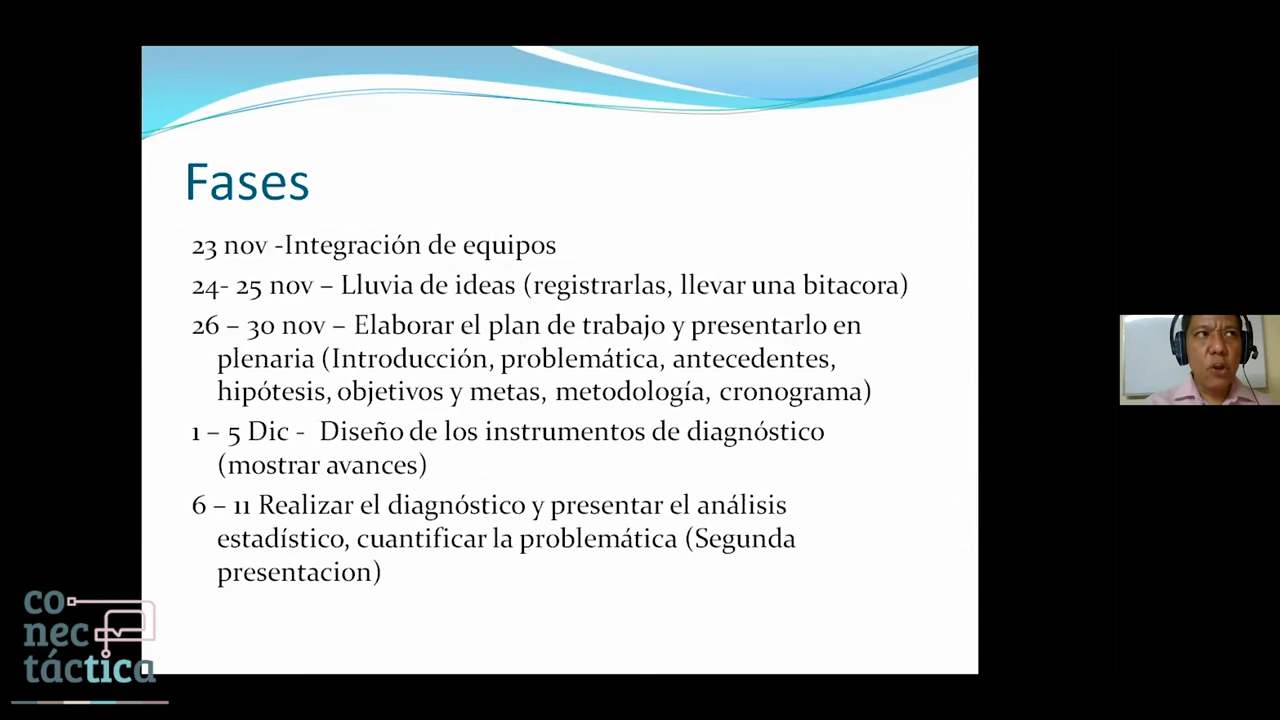 Fases
23 nov -Integración de equipos
24- 25 nov – Lluvia de ideas (registrarlas, llevar una bitacora)
26 – 30 nov – Elaborar el plan de trabajo y presentarlo en
plenaria (Introducción, problemática, antecedentes,
hipótesis, objetivos y metas, metodología, cronograma)
1 – 5 Dic - Diseño de los instrumentos de diagnóstico
(mostrar avances)
6 – 11 Realizar el diagnóstico y presentar el análisis
estadístico, cuantificar la problemática (Segunda
presentacion)
co
nec
táctica